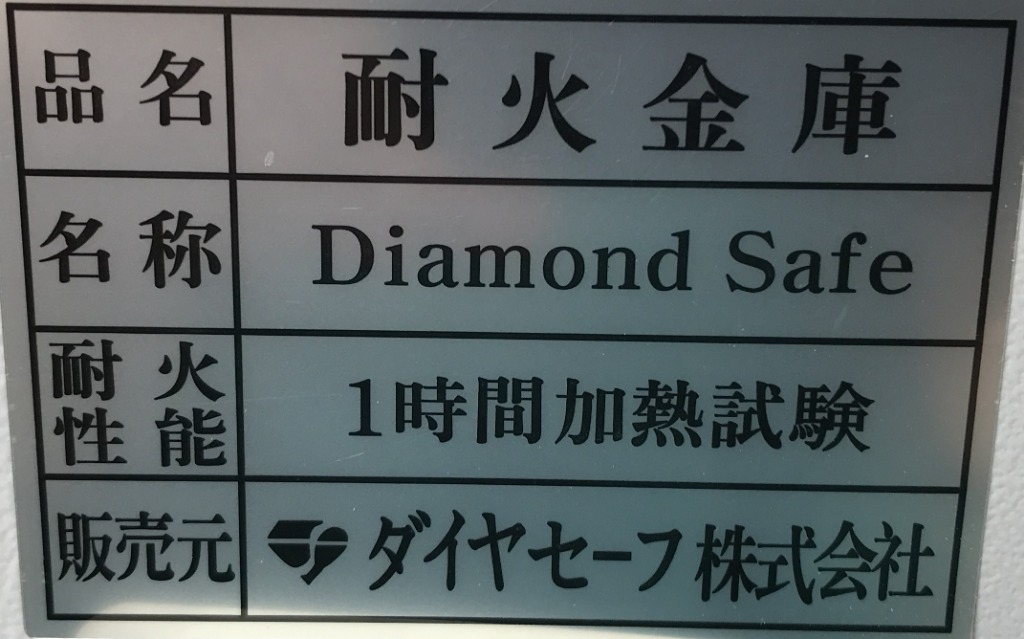 品名 耐火金庫
名称 Diamond Safe
耐火性能 1時間加熱試験
販売元 ダイヤセーフ株式会社